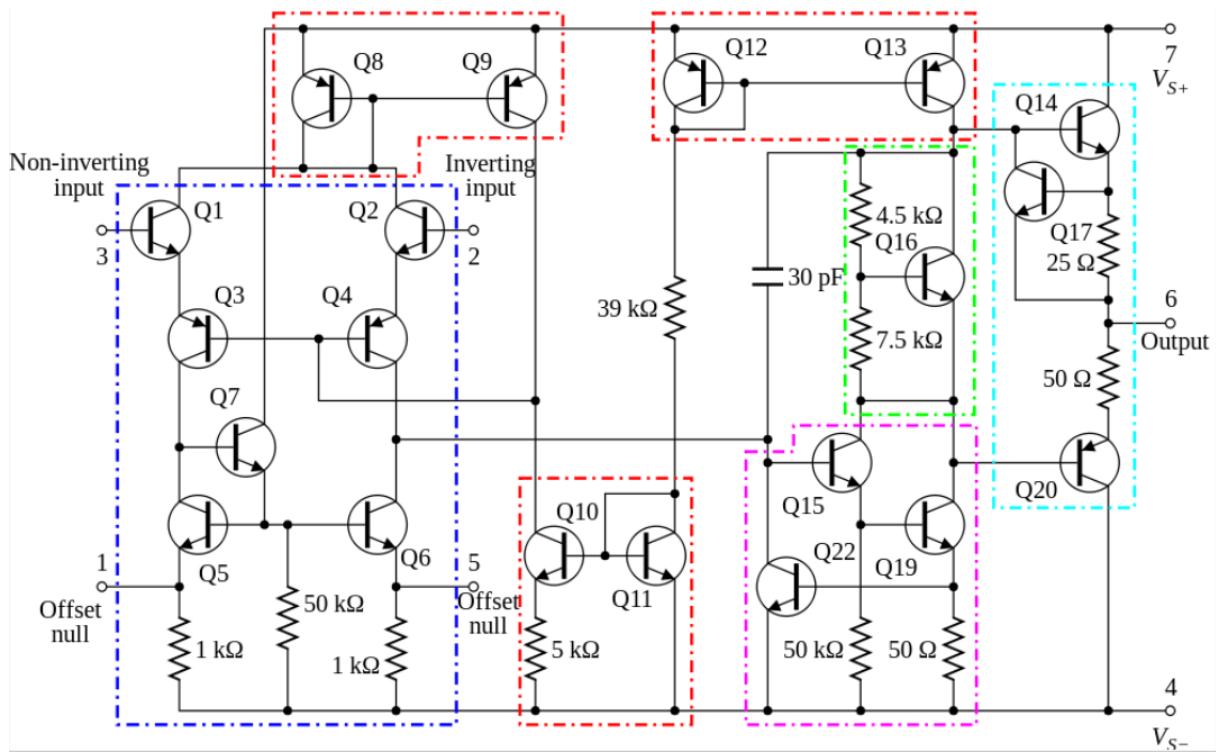 Q8
Q9
Q12
Q13
7
V_{S+}
Q14
Non-inverting
input
Inverting
input
Q1
Q2
3
2
4.5 kΩ
Q16
Q17
25 Ω
Q3
Q4
30 pF
39 kΩ
6
Output
7.5 kΩ
50 Ω
Q7
Q15
Q20
Q10
Q22
Q19
1
Q5
Q6
5
Offset
null
Offset
null
50 kΩ
Q11
1 kΩ
1 kΩ
5 kΩ
50 kΩ
50 Ω
4
V_{S−}